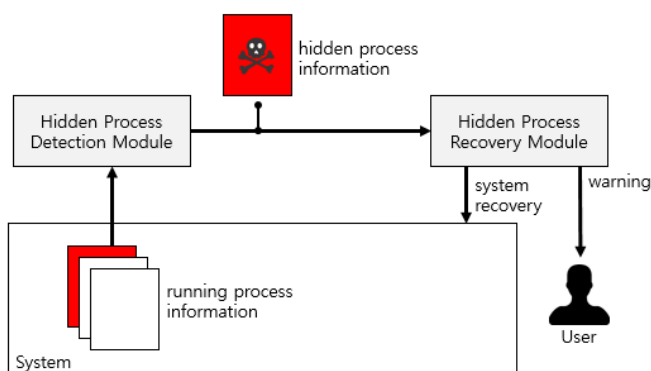 hidden process
information
Hidden Process
Detection Module
Hidden Process
Recovery Module
system
recovery
warning
running process
information
User
System